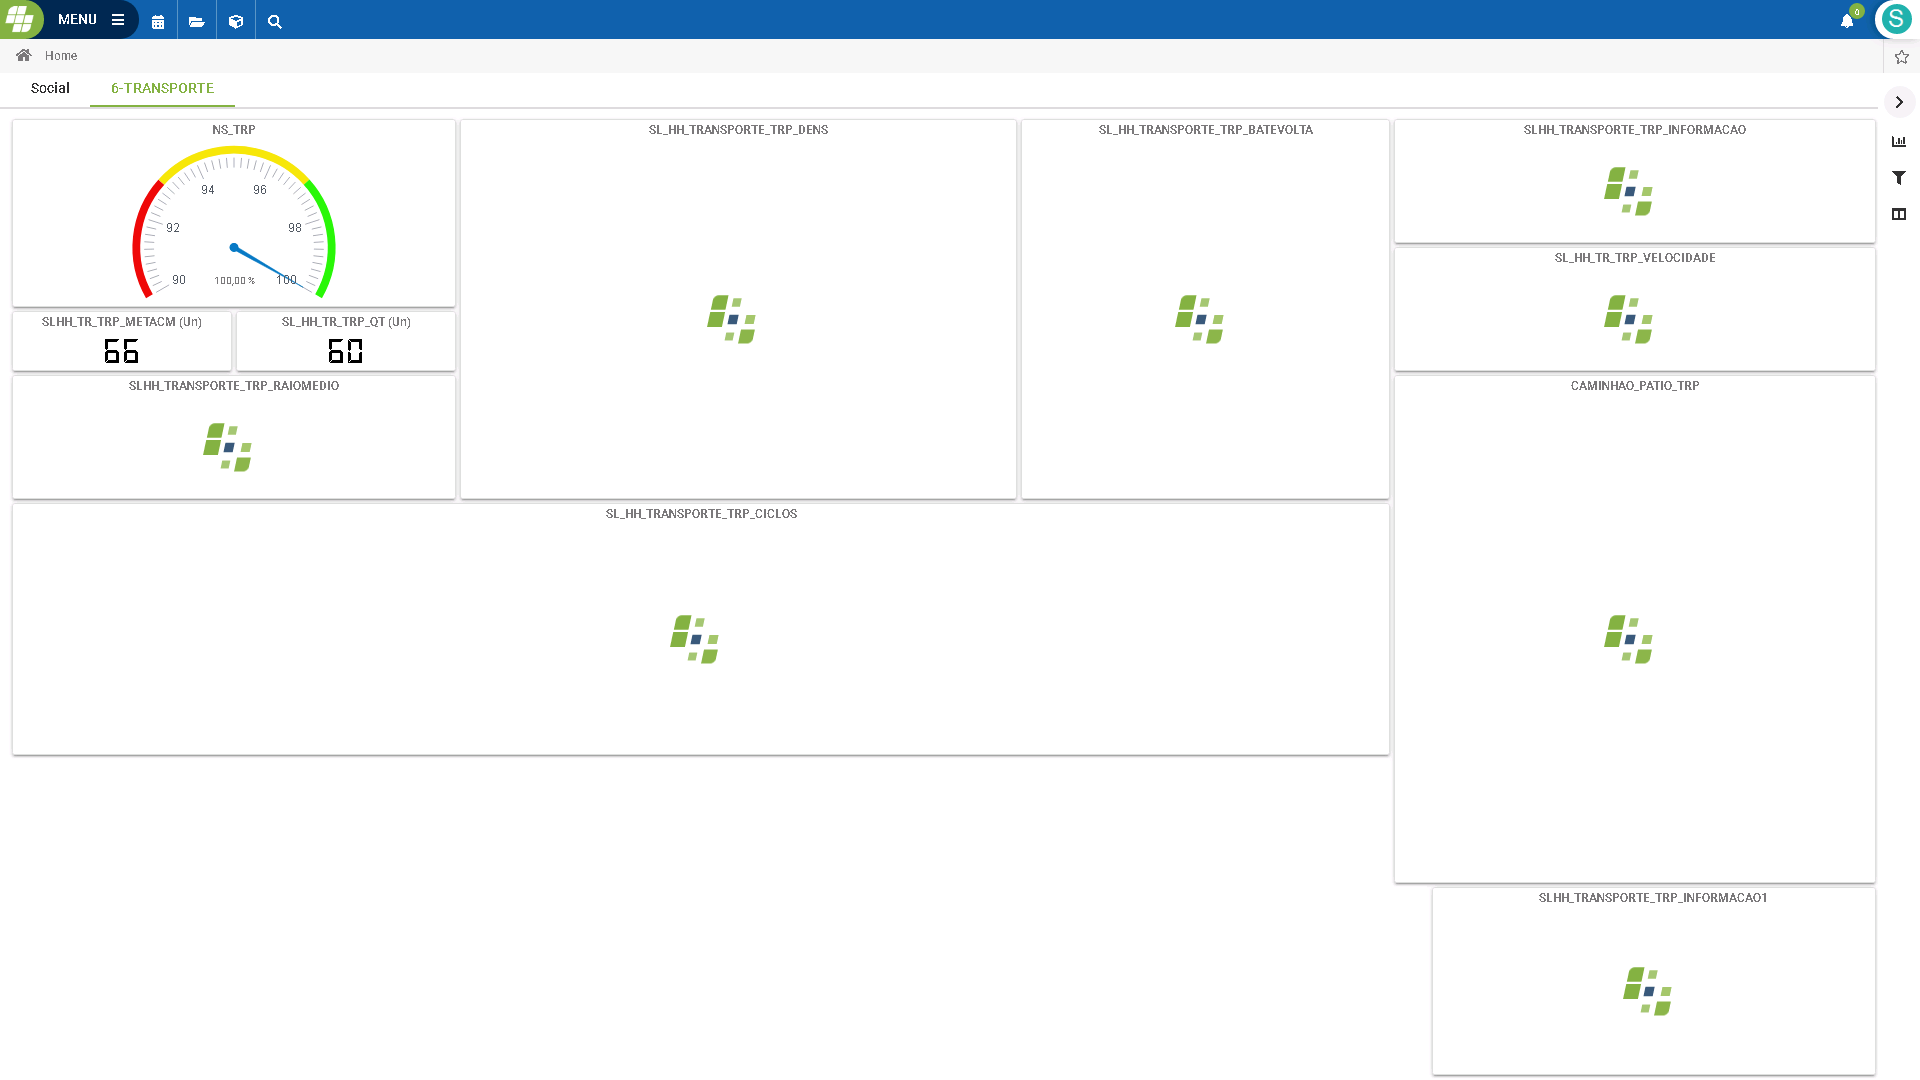 MENU
0
S
Home
Social
6-TRANSPORTE
NS_TRP
94
96
92
98
90
100,00 %
100
SLHH_TR_TRP_METACM (Un)
66
SL_HH_TR_TRP_QT (Un)
60
SLHH_TRANSPORTE_TRP_RAIOMEDIO
SL_HH_TRANSPORTE_TRP_DENS
SL_HH_TRANSPORTE_TRP_BATEVOLTA
SLHH_TRANSPORTE_TRP_INFORMACAO
SL_HH_TR_TRP_VELOCIDADE
CAMINHAO_PATIO_TRP
SL_HH_TRANSPORTE_TRP_CICLOS
SLHH_TRANSPORTE_TRP_INFORMACAO1